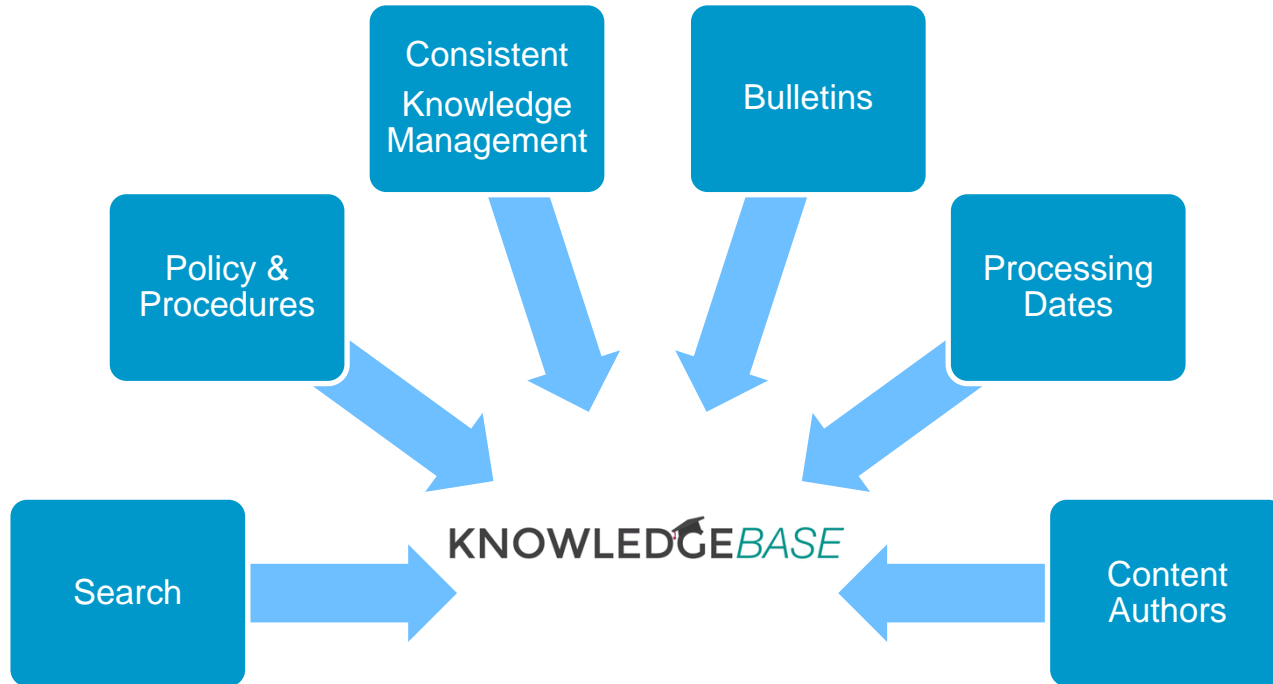 Consistent
Knowledge
Management
Bulletins
Policy &
Procedures
Processing
Dates
Search
KNOWLEDGEBASE
Content
Authors